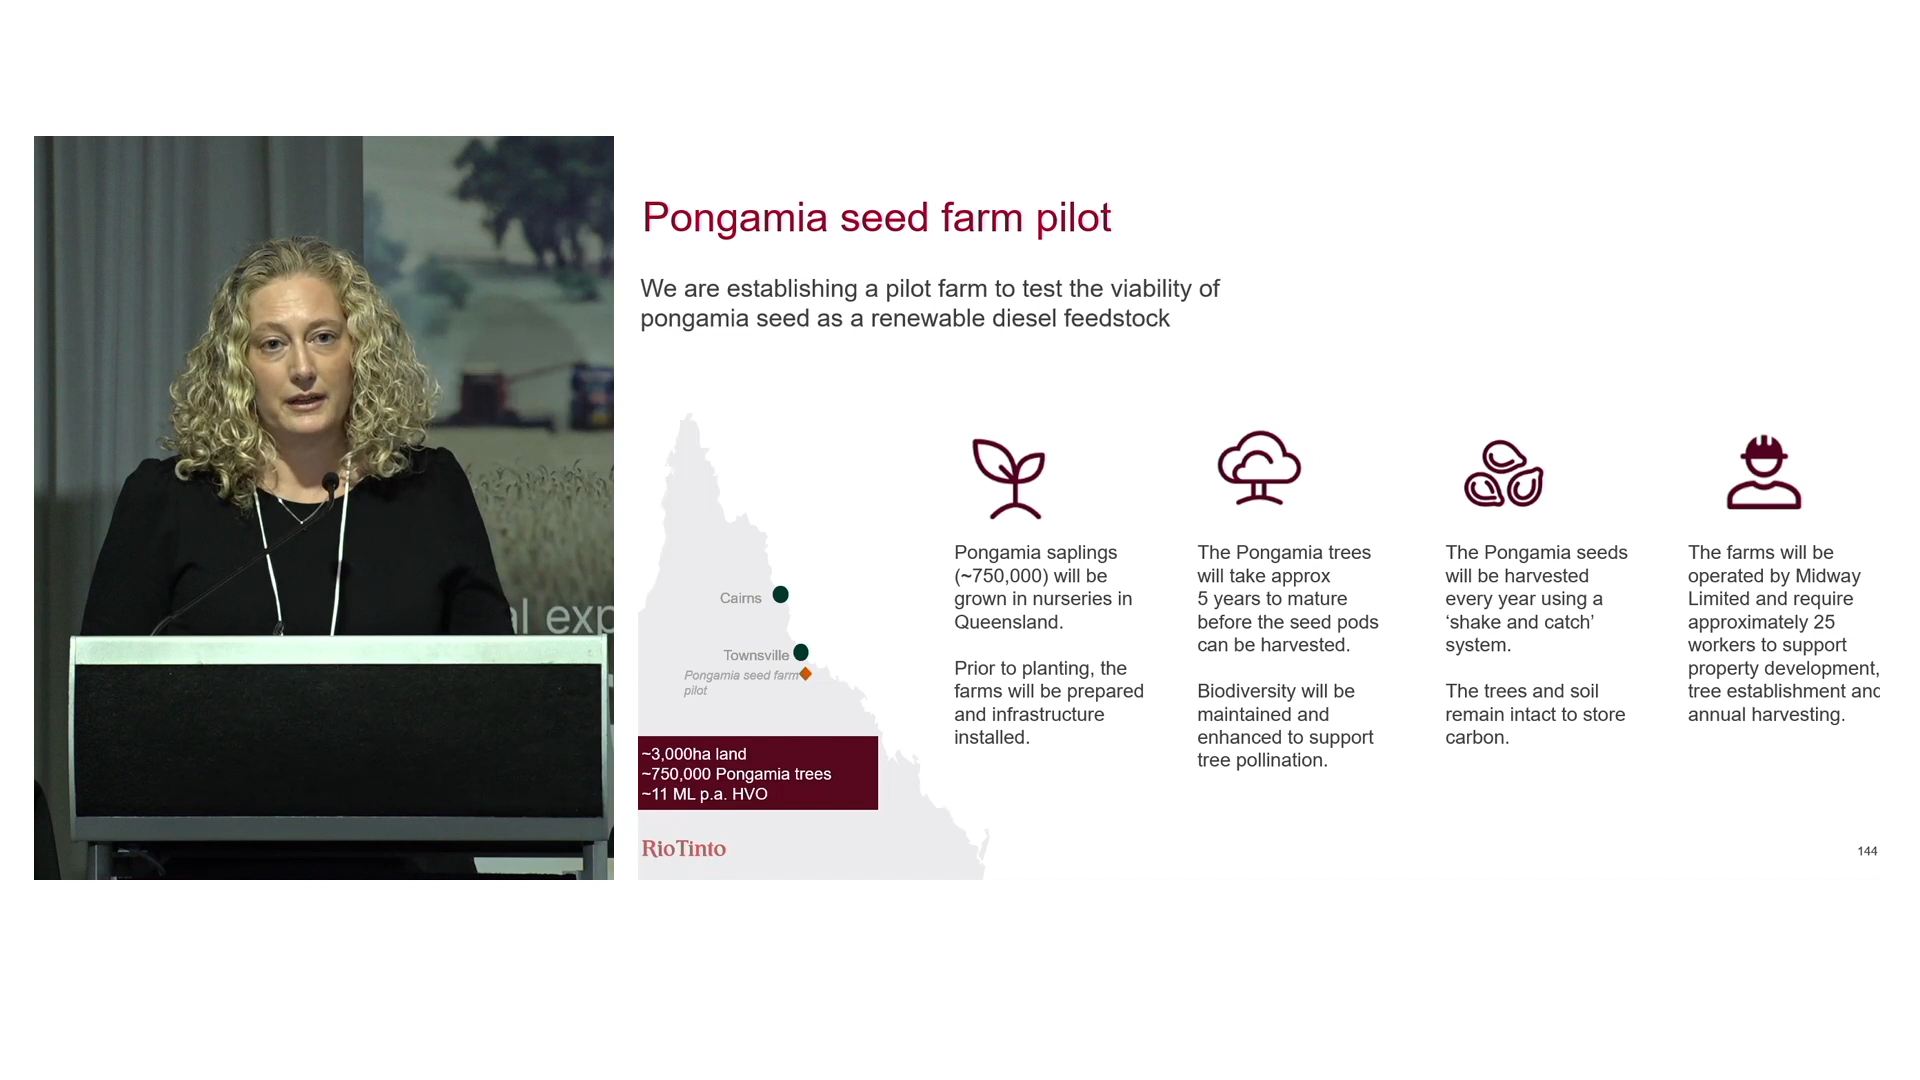 al exp
Pongamia seed farm pilot
We are establishing a pilot farm to test the viability of
pongamia seed as a renewable diesel feedstock
Cairns
Townsville
Pongamia seed farm
pilot
~3,000ha land
~750,000 Pongamia trees
~11 ML p.a. HVO
RioTinto
Pongamia saplings
(~750,000) will be
grown in nurseries in
Queensland.
Prior to planting, the
farms will be prepared
and infrastructure
installed.
The Pongamia trees
will take approx
5 years to mature
before the seed pods
can be harvested.
Biodiversity will be
maintained and
enhanced to support
tree pollination.
The Pongamia seeds
will be harvested
every year using a
‘shake and catch’
system.
The trees and soil
remain intact to store
carbon.
The farms will be
operated by Midway
Limited and require
approximately 25
workers to support
property development,
tree establishment and
annual harvesting.
144